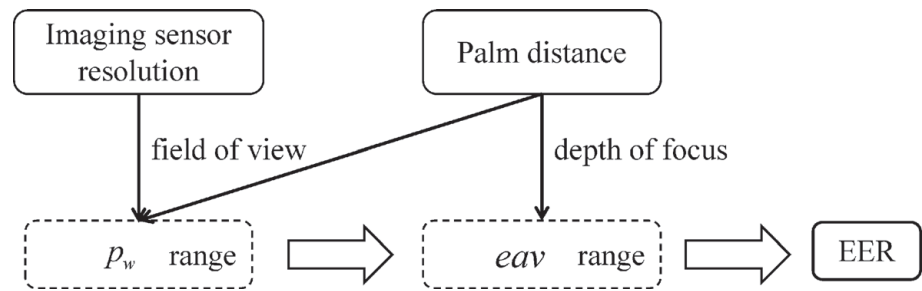 Imaging sensor
resolution
Palm distance
field of view
depth of focus
p_w range
eav range
EER